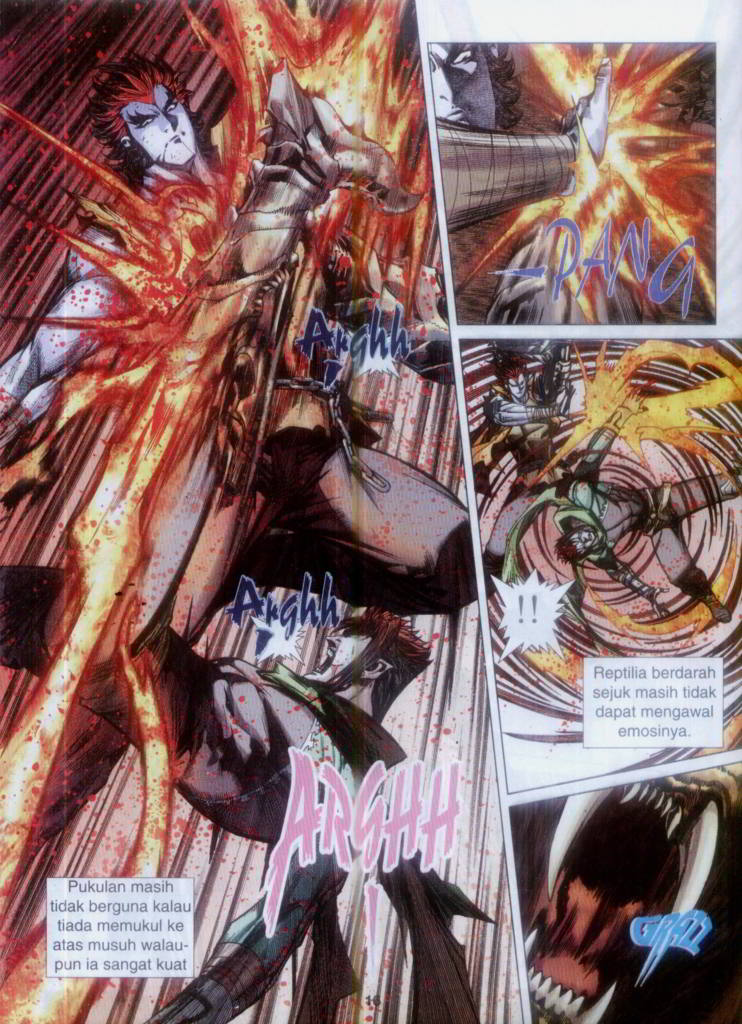 Arghh
!
Arghh
!
ARGHH
!
Pukulan masih
tidak berguna kalau
tiada memukul ke
atas musuh walau-
pun ia sangat kuat
PANG
!!
Reptilia berdarah
sejuk masih tidak
dapat mengawal
emosinya.